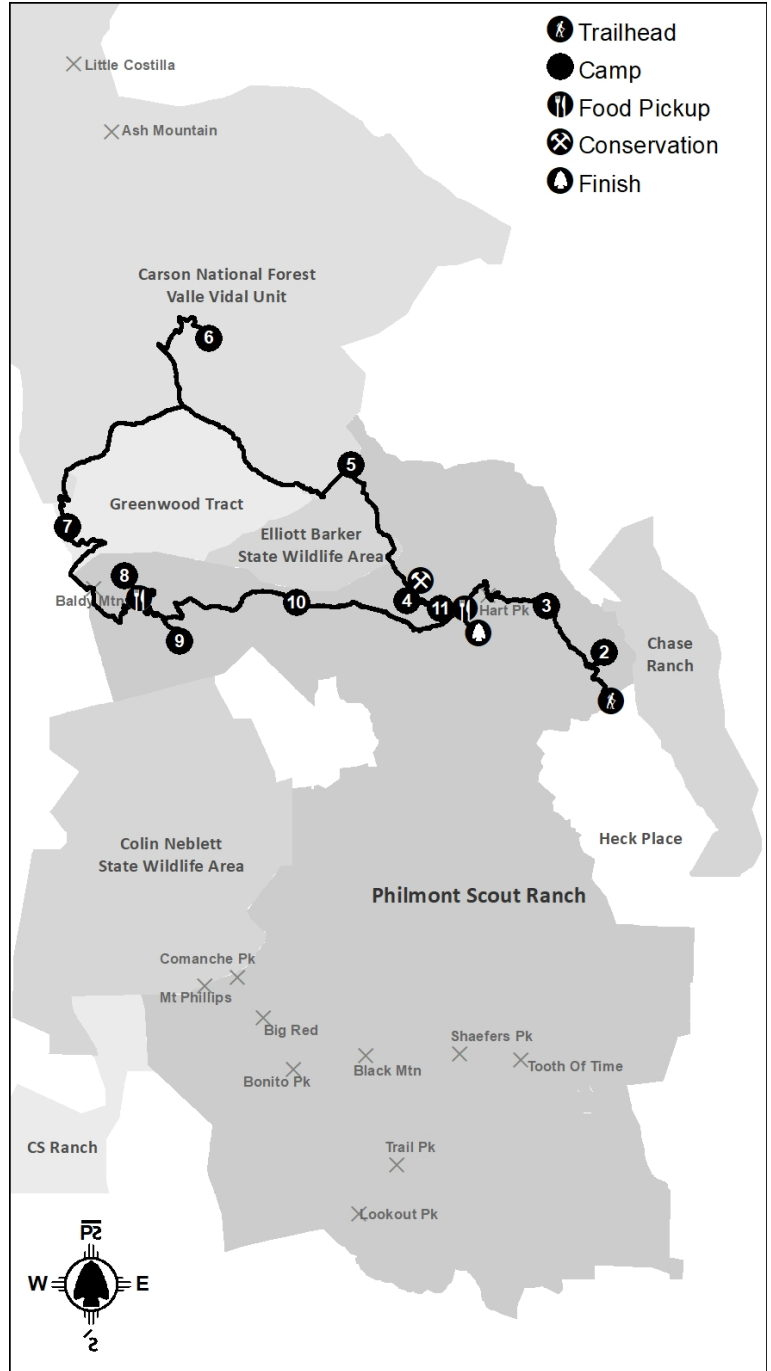 Trailhead
Camp
Food Pickup
Conservation
Finish
Little Costilla
Ash Mountain
Carson National Forest
Valle Vidal Unit
6
5
Greenwood Tract
7
Elliott Barker
State Wildlife Area
8
Baldy Mtn
9
10
4
11
Hart Pk
3
2
Chase
Ranch
Heck Place
Colin Neblett
State Wildlife Area
Philmont Scout Ranch
Comanche Pk
Mt Phillips
Big Red
Bonito Pk
Black Mtn
Shaefers Pk
Tooth Of Time
Trail Pk
Lookout Pk
CS Ranch
W
E